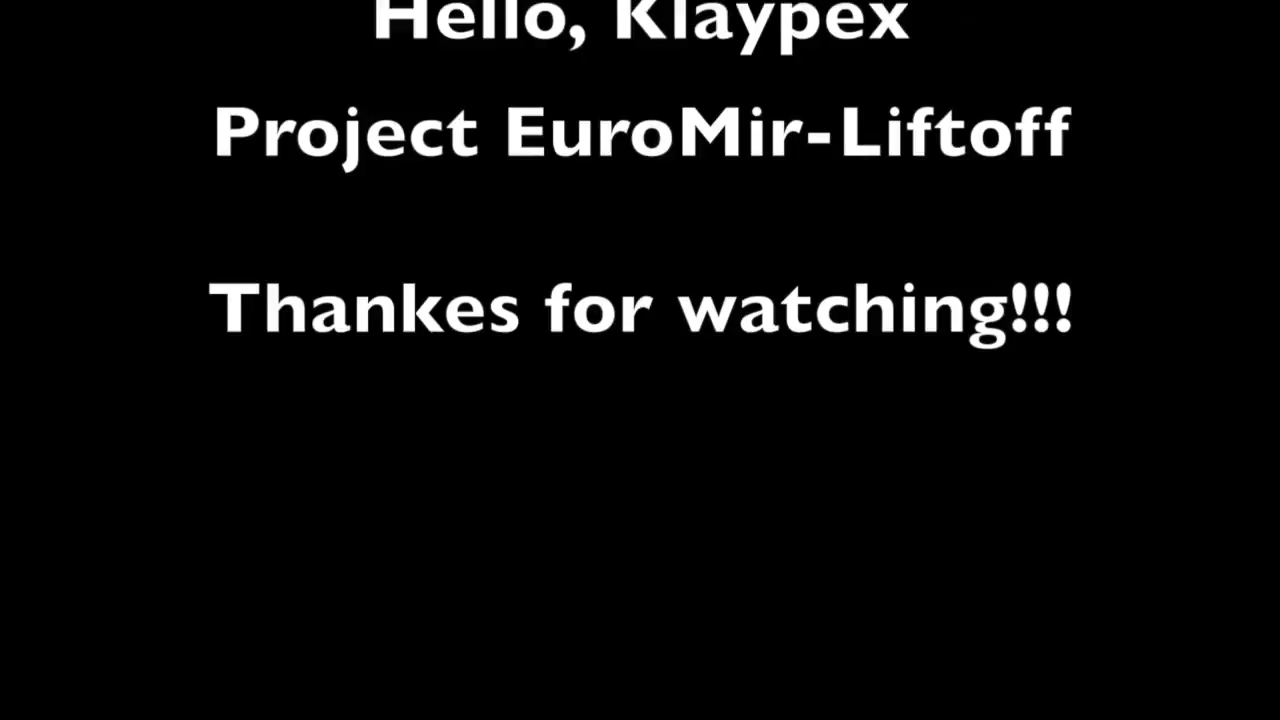 Hello, Klaypex
Project EuroMir-Liftoff
Thankes for watching!!!